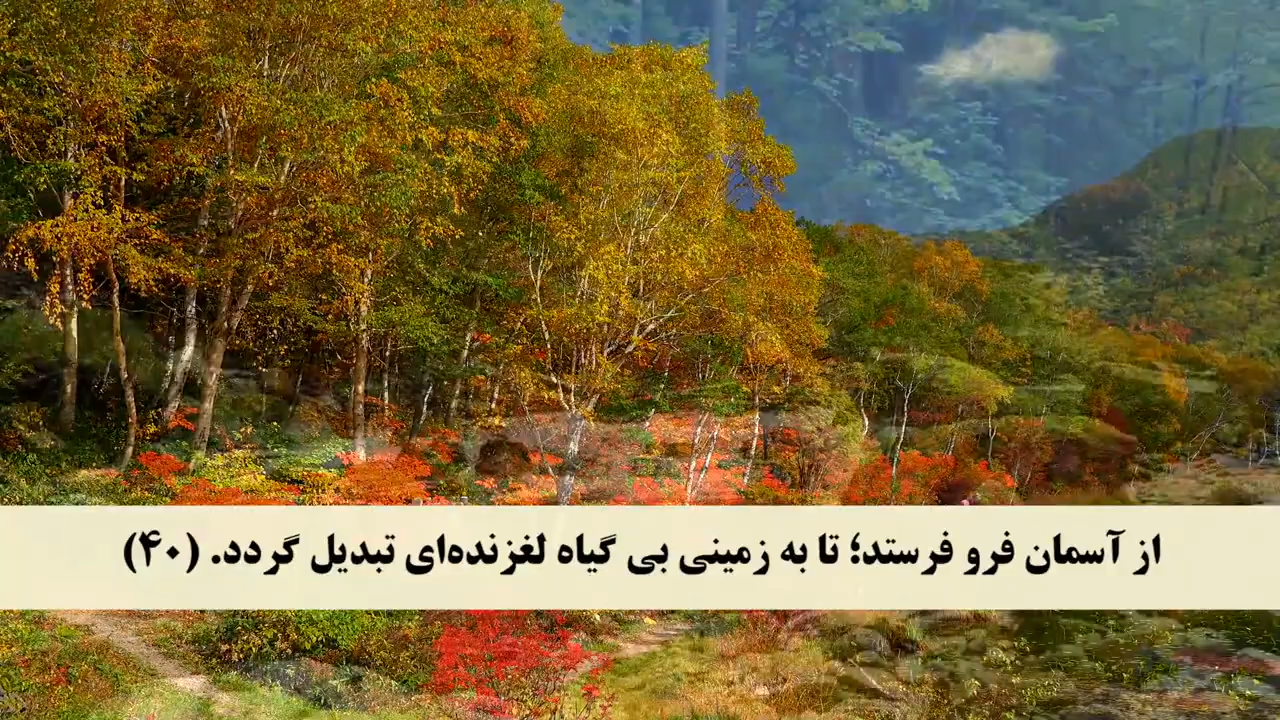 از آسمان فرو فرستد؛ تا به زمینی بی گیاه لغزنده‌ای تبدیل گردد. (۴۰)